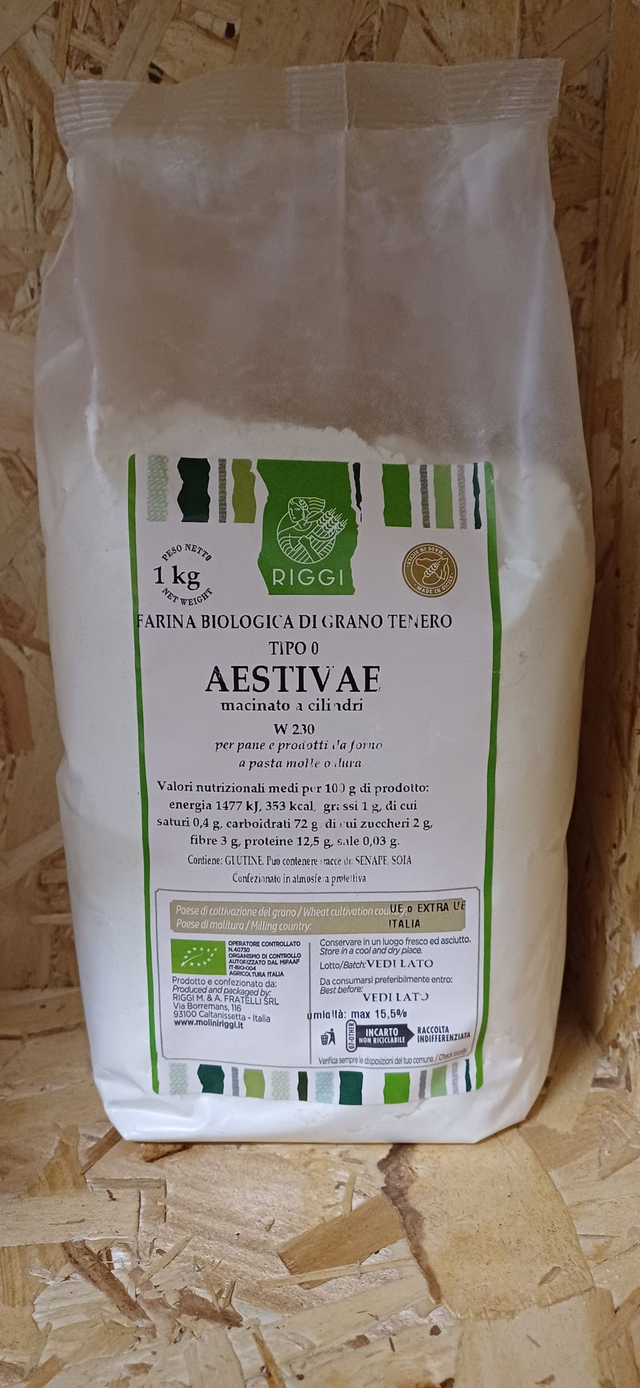 RIGGI
PESO NETTO
1 kg
NET WEIGHT
MADE IN SICILY
FARINA BIOLOGICA DI GRANO TENERO
TIPO 0
AESTIVAE
macinato a cilindri
W 230
per pane e prodotti da forno
a pasta molle o dura
Valori nutrizionali medi per 100 g di prodotto:
energia 1477 kJ, 353 kcal, grassi 1 g, di cui
saturi 0,4 g, carboidrati 72 g di cui zuccheri 2 g,
fibre 3 g, proteine 12,5 g, sale 0,03 g.
Contiene: GLUTINE. Può contenere tracce di: SENAPE, SOIA
Confezionato in atmosfera protettiva
Paese di coltivazione del grano / Wheat cultivation country: UE o EXTRA UE
Paese di molitura / Milling country: ITALIA
OPERATORE CONTROLLATO
N.40730
ORGANISMO DI CONTROLLO
AUTORIZZATO DAL MIPAAF
IT-BIO-004
AGRICOLTURA ITALIA
Prodotto e confezionato da:
Produced and packaged by:
RIGGI M. & A. FRATELLI SRL
Via Borremans, 116
93100 Caltanissetta - Italia
www.moliniriggi.it
Conservare in un luogo fresco ed asciutto.
Store in a cool and dry place.
Lotto/Batch: VEDI LATO
Da consumarsi preferibilmente entro:
Best before:
VEDI LATO
umidità: max 15,5%
07-OTHER
INCARTO
NON RICICLABILE
RACCOLTA
INDIFFERENZIATA
Verifica sempre le disposizioni del tuo comune. / Check locally